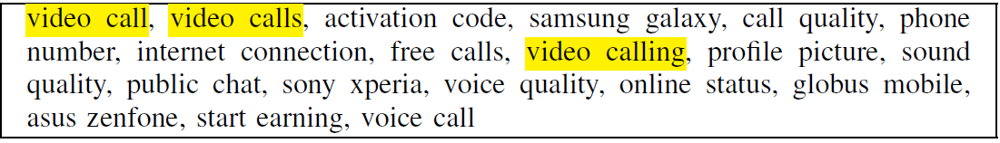 video call, video calls, activation code, samsung galaxy, call quality, phone
number, internet connection, free calls, video calling, profile picture, sound
quality, public chat, sony xperia, voice quality, online status, globus mobile,
asus zenfone, start earning, voice call